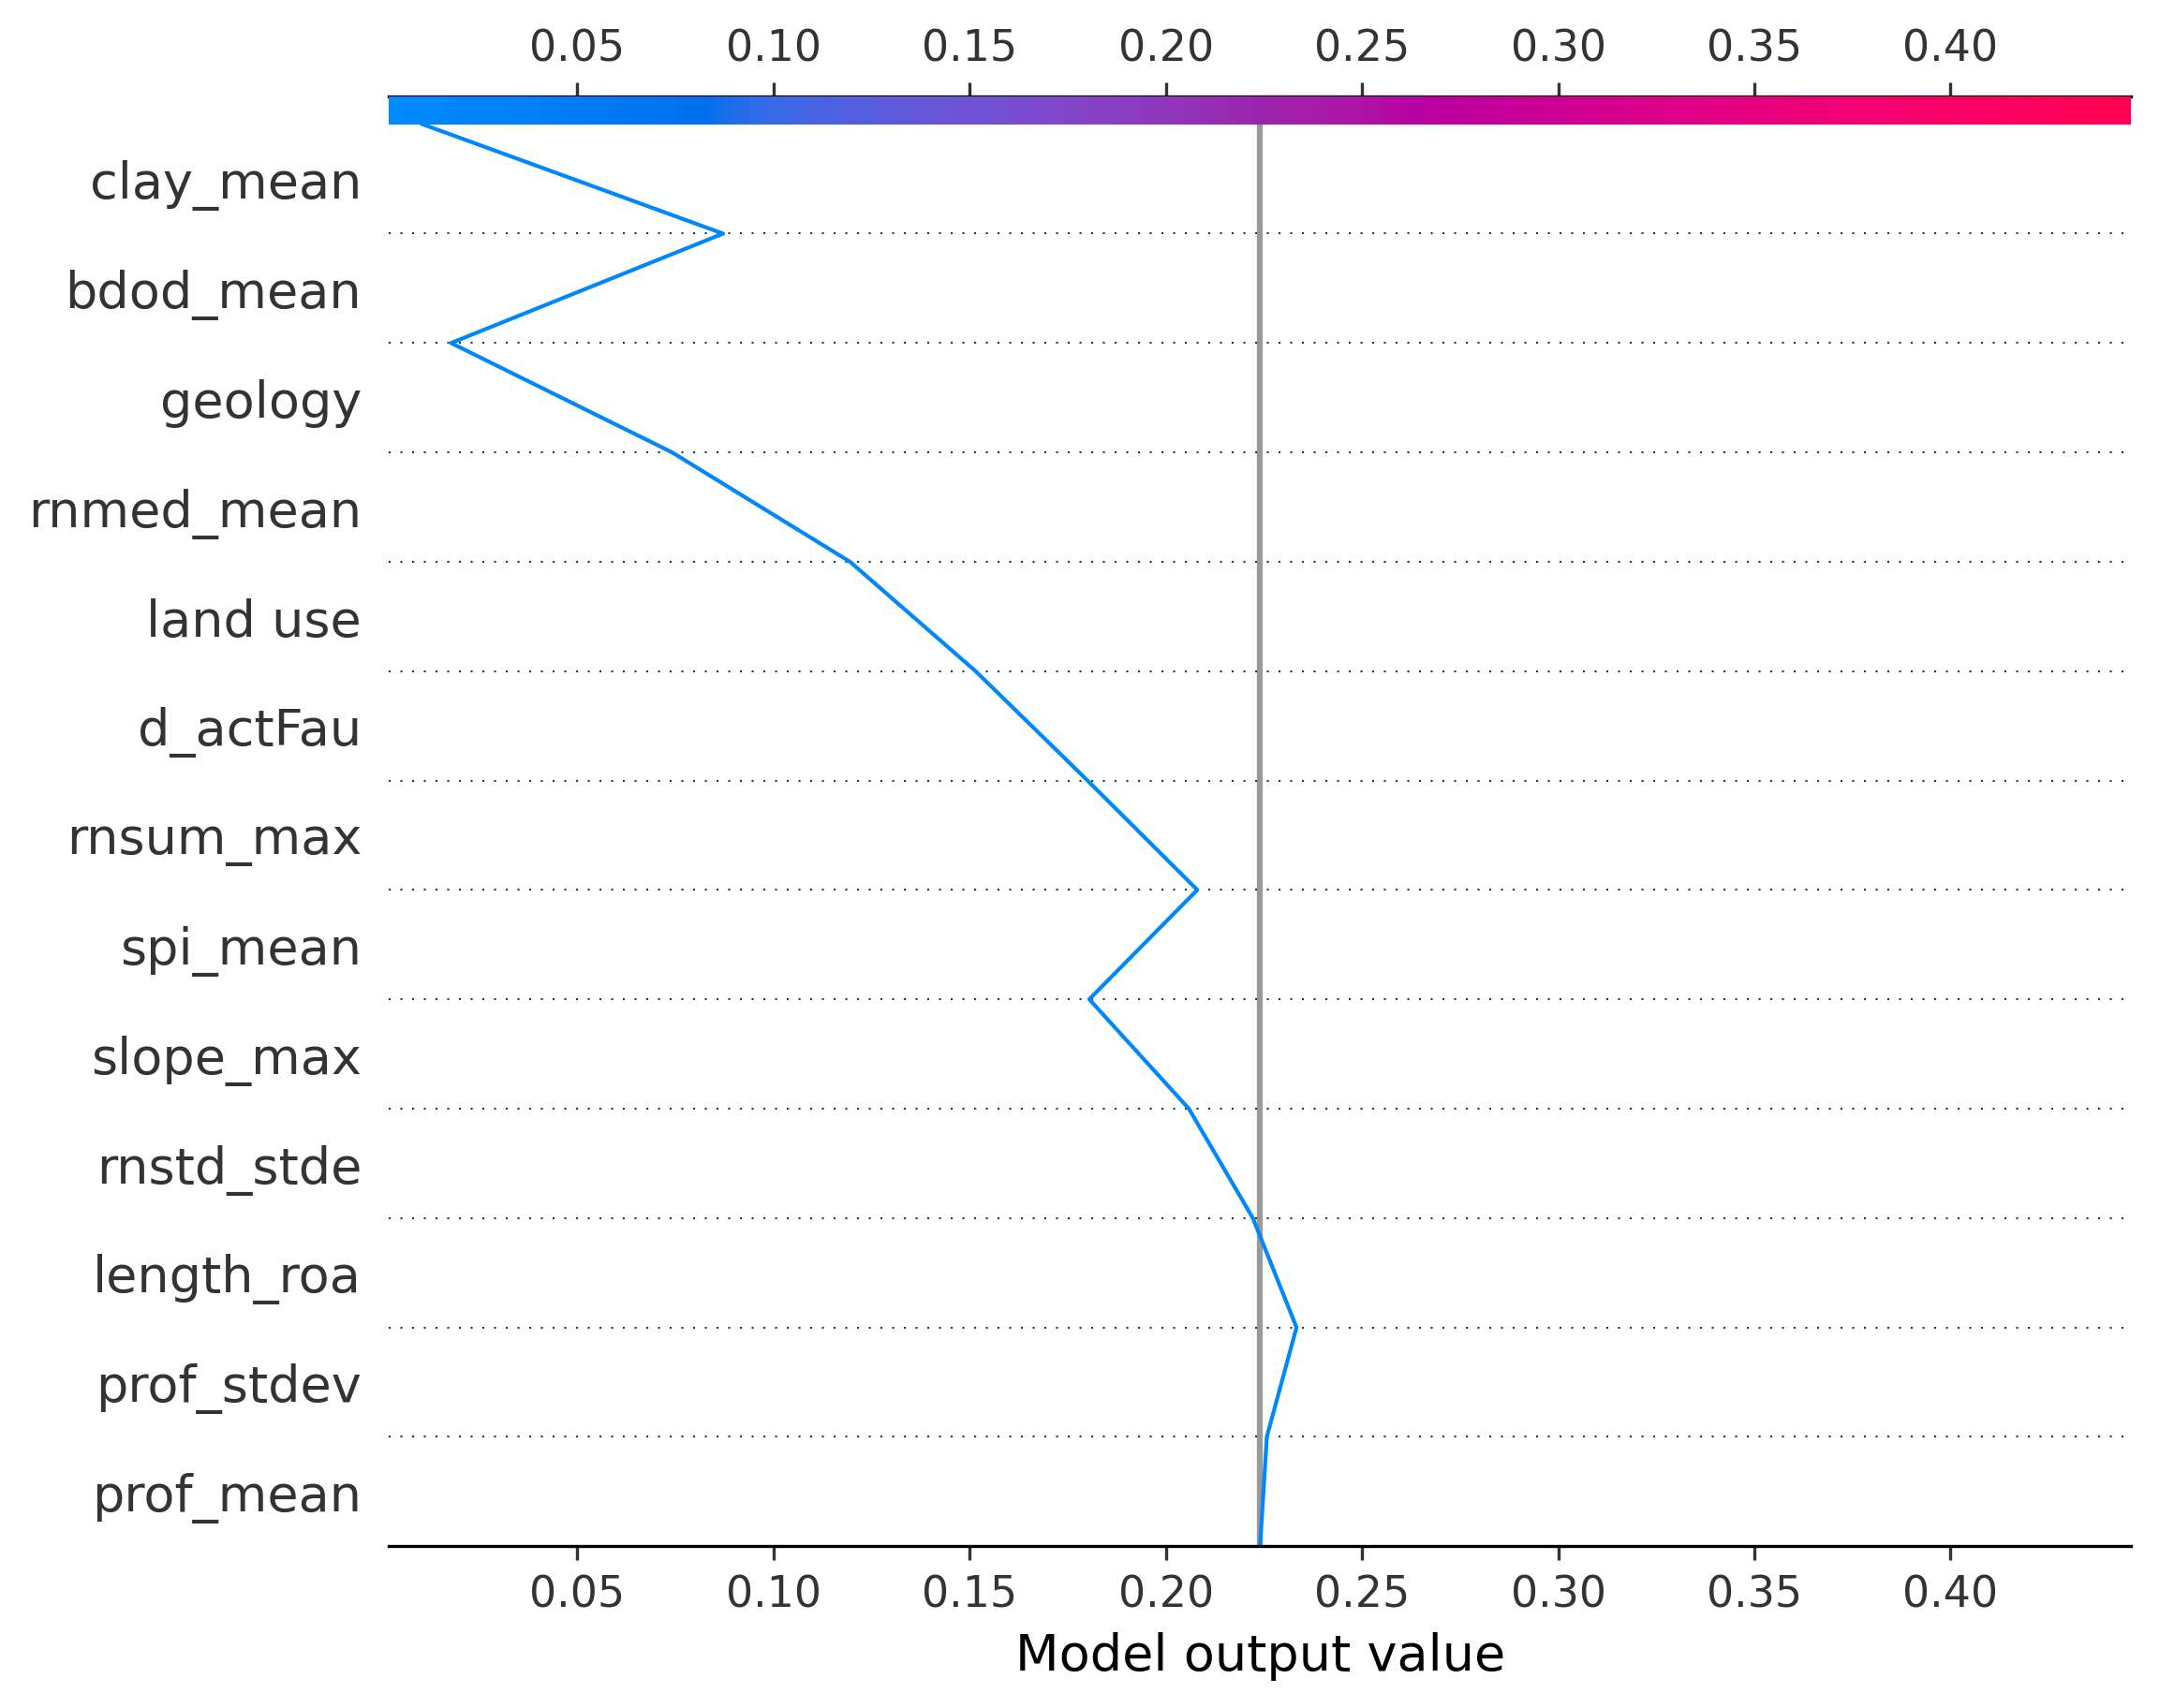 0.05 0.10 0.15 0.20 0.25 0.30 0.35 0.40
clay_mean
bdod_mean
geology
rnmed_mean
land use
d_actFau
rnsum_max
spi_mean
slope_max
rnstd_stde
length_roa
prof_stdev
prof_mean
0.05 0.10 0.15 0.20 0.25 0.30 0.35 0.40
Model output value